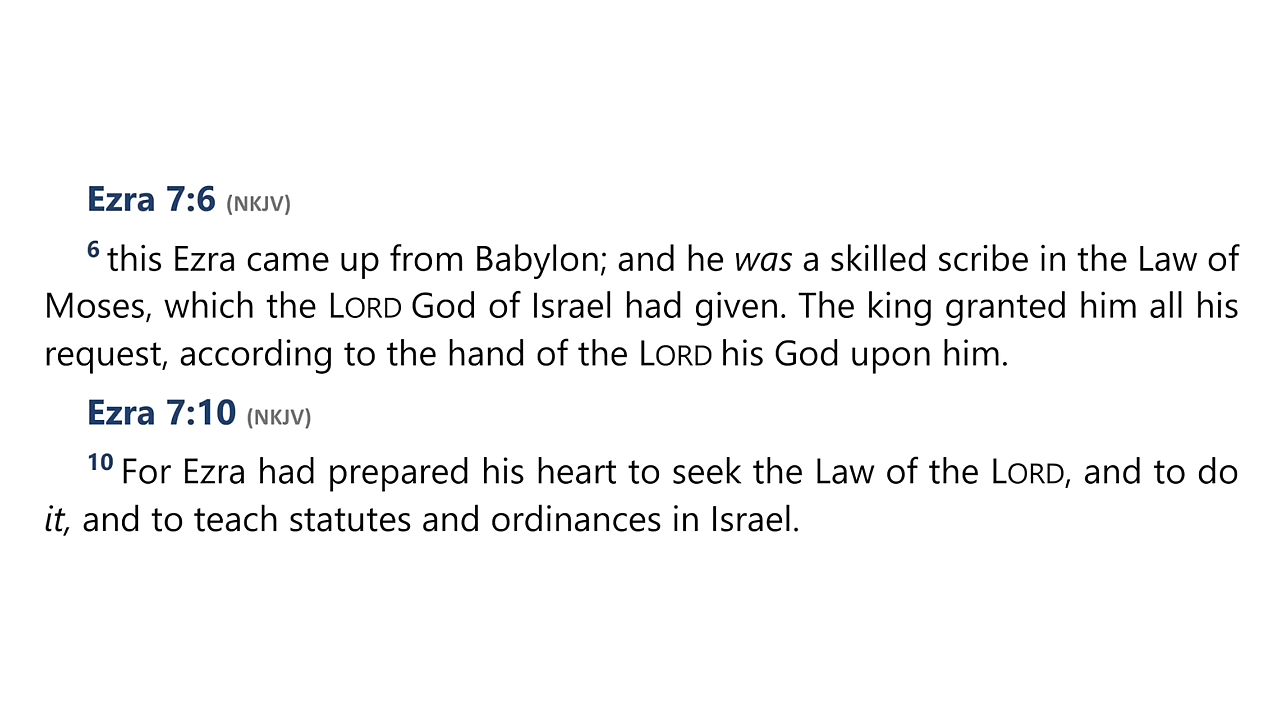 Ezra 7:6 (NKJV)
6 this Ezra came up from Babylon; and he was a skilled scribe in the Law of
Moses, which the LORD God of Israel had given. The king granted him all his
request, according to the hand of the LORD his God upon him.
Ezra 7:10 (NKJV)
10 For Ezra had prepared his heart to seek the Law of the LORD, and to do
it, and to teach statutes and ordinances in Israel.